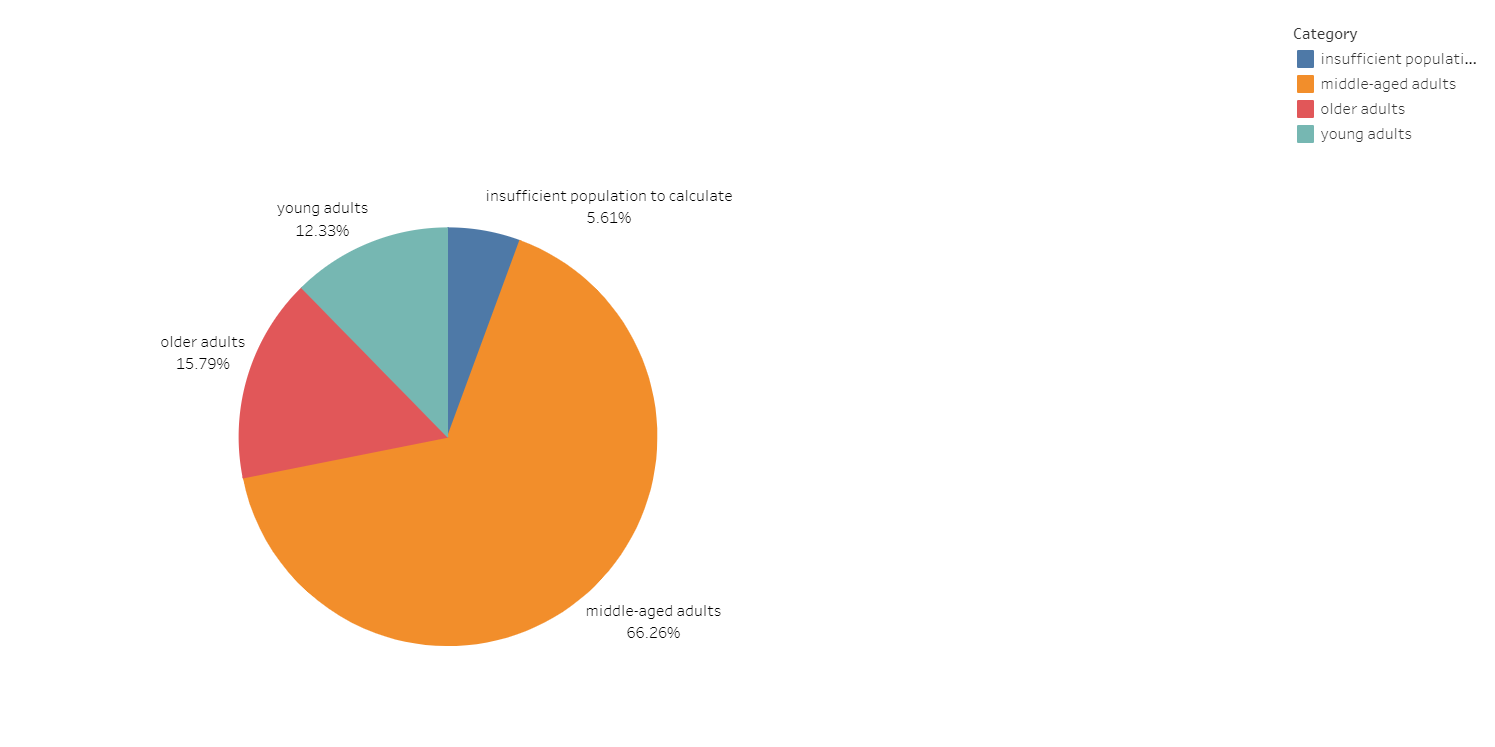 Category
insufficient populati...
middle-aged adults
older adults
young adults
insufficient population to calculate
5.61%
young adults
12.33%
older adults
15.79%
middle-aged adults
66.26%